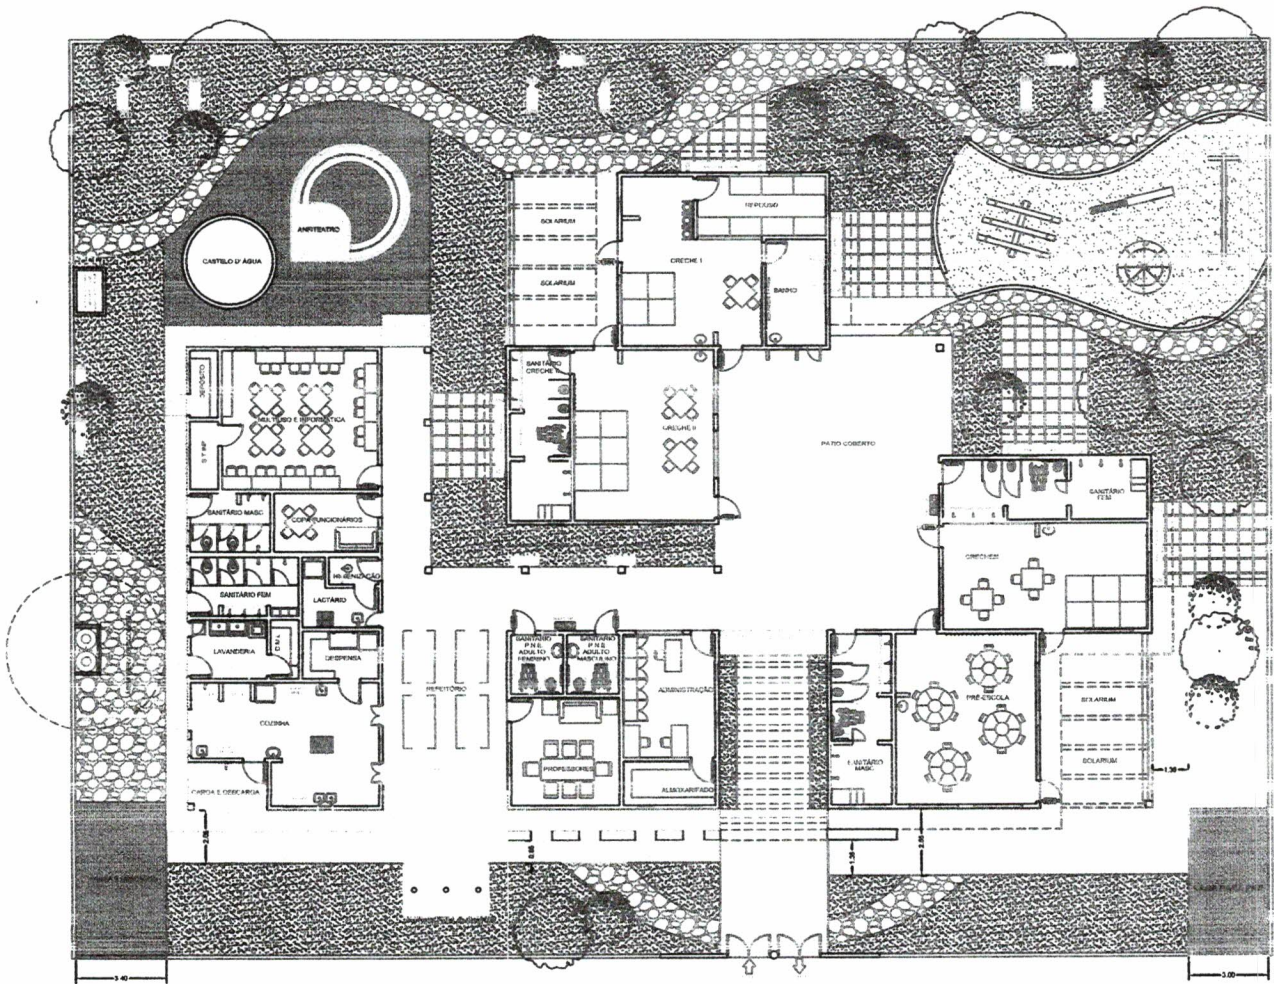 REPOUSO
SOLARIUM
ANFITEATRO
CASTELO D' ÁGUA
CRECHE I
SOLARIUM
BANHO
SANITÁRIO
CRECHE II
DEPÓSITO
MULTIUSO E INFORMÁTICA
CRECHE II
PATIO COBERTO
SANITÁRIO MASC
COPA FUNCIONÁRIOS
SANITÁRIO
FEM
CRECHE III
HIGIENIZAÇÃO
SANITÁRIO FEM
LACTÁRIO
LAVANDERIA
DESPENSA
SANITÁRIO
P.N.E.
ADULTO
FEMININO
SANITÁRIO
P.N.E.
ADULTO
MASCULINO
REFEITÓRIO
ADMINISTRAÇÃO
PRÉ-ESCOLA
SOLARIUM
COZINHA
SOLARIUM
SANITÁRIO
MASC
PROFESSORES
CARGA E DESCARGA
ALMOXARIFADO